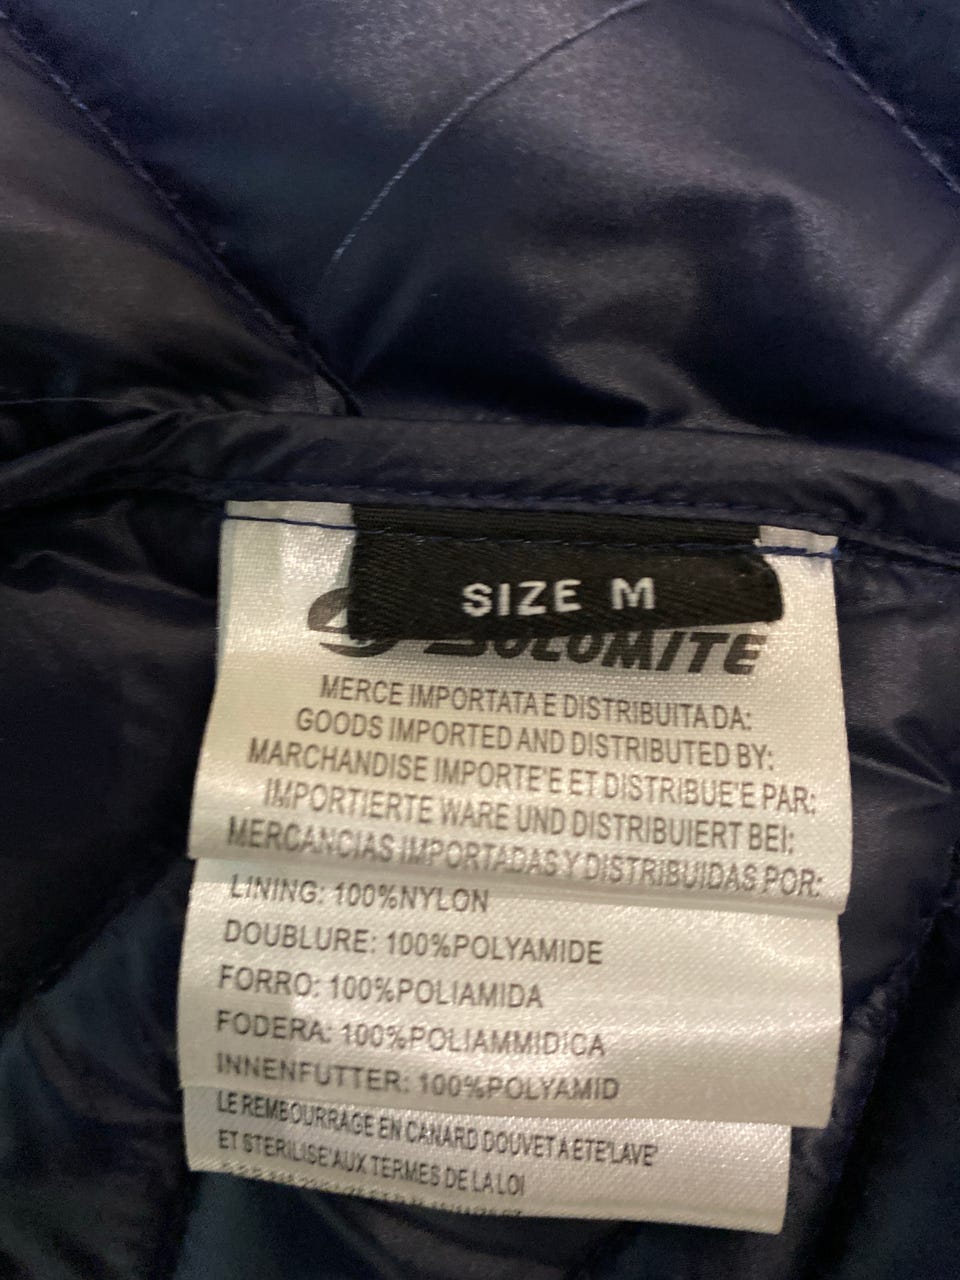 SIZE M
DOLOMITE
MERCE IMPORTATA E DISTRIBUITA DA:
GOODS IMPORTED AND DISTRIBUTED BY:
MARCHANDISE IMPORTE'E ET DISTRIBUE'E PAR:
IMPORTIERTE WARE UND DISTRIBUIERT BEI:
MERCANCIAS IMPORTADAS Y DISTRIBUIDAS POR:
LINING: 100%NYLON
DOUBLURE: 100%POLYAMIDE
FORRO: 100%POLIAMIDA
FODERA: 100%POLIAMMIDICA
INNENFUTTER: 100%POLYAMID
LE REMBOURRAGE EN CANARD DOUVET A ETE'LAVE'
ET STERILISE'AUX TERMES DE LA LOI